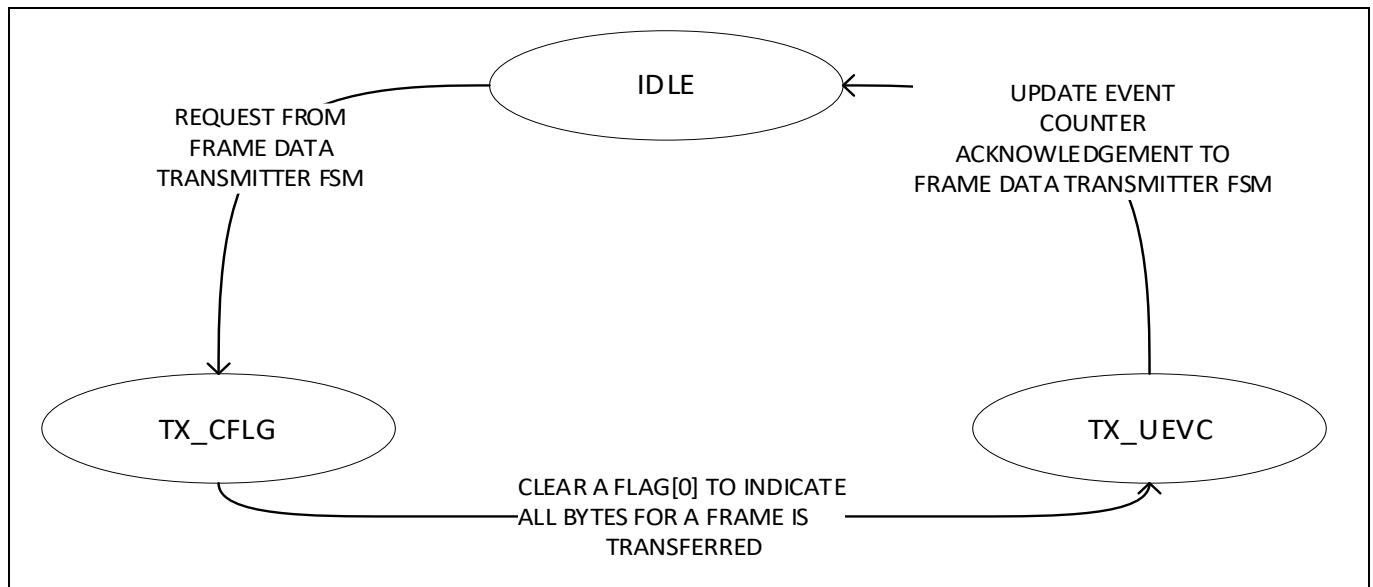 IDLE
REQUEST FROM
FRAME DATA
TRANSMITTER FSM
UPDATE EVENT
COUNTER
ACKNOWLEDGEMENT TO
FRAME DATA TRANSMITTER FSM
TX_CFLG
TX_UEVC
CLEAR A FLAG[0] TO INDICATE
ALL BYTES FOR A FRAME IS
TRANSFERRED